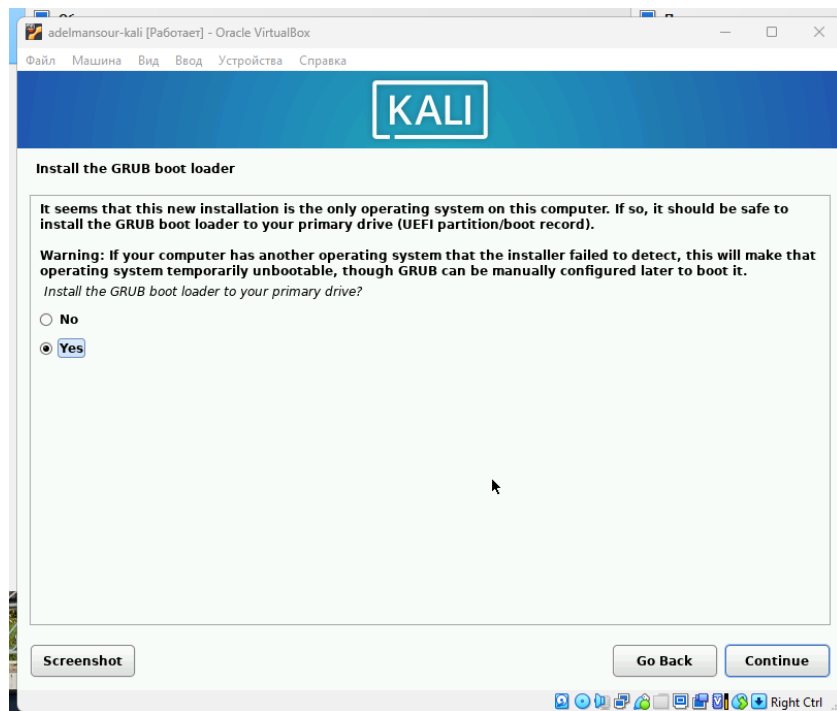 adelmansour-kali [Работает] - Oracle VirtualBox
Файл Машина Вид Ввод Устройства Справка
KALI
Install the GRUB boot loader
It seems that this new installation is the only operating system on this computer. If so, it should be safe to
install the GRUB boot loader to your primary drive (UEFI partition/boot record).
Warning: If your computer has another operating system that the installer failed to detect, this will make that
operating system temporarily unbootable, though GRUB can be manually configured later to boot it.
Install the GRUB boot loader to your primary drive?
No
Yes
Screenshot Go Back Continue
Right Ctrl